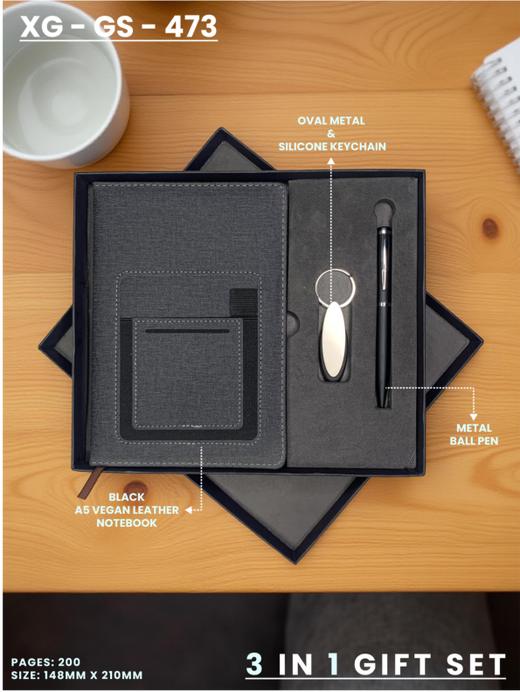 XG - GS - 473
OVAL METAL
&
SILICONE KEYCHAIN
METAL
BALL PEN
BLACK
A5 VEGAN LEATHER
NOTEBOOK
PAGES: 200
SIZE: 148MM X 210MM
3 IN 1 GIFT SET